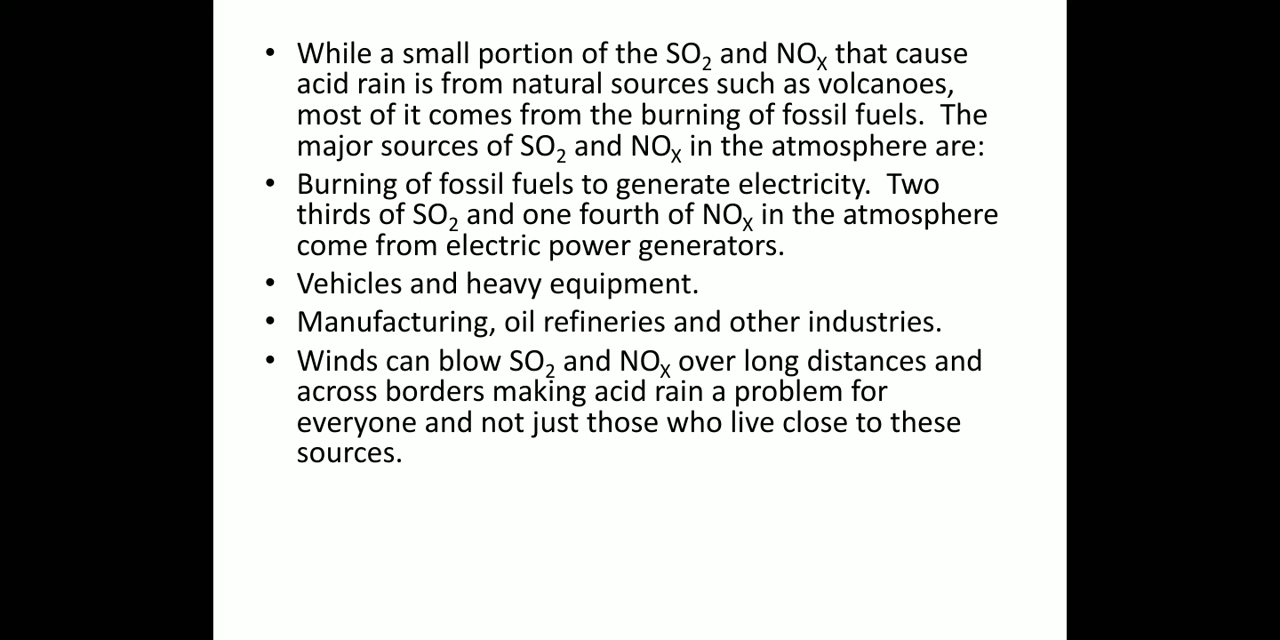 • While a small portion of the SO₂ and NOₓ that cause
acid rain is from natural sources such as volcanoes,
most of it comes from the burning of fossil fuels.  The
major sources of SO₂ and NOₓ in the atmosphere are:
• Burning of fossil fuels to generate electricity.  Two
thirds of SO₂ and one fourth of NOₓ in the atmosphere
come from electric power generators.
• Vehicles and heavy equipment.
• Manufacturing, oil refineries and other industries.
• Winds can blow SO₂ and NOₓ over long distances and
across borders making acid rain a problem for
everyone and not just those who live close to these
sources.